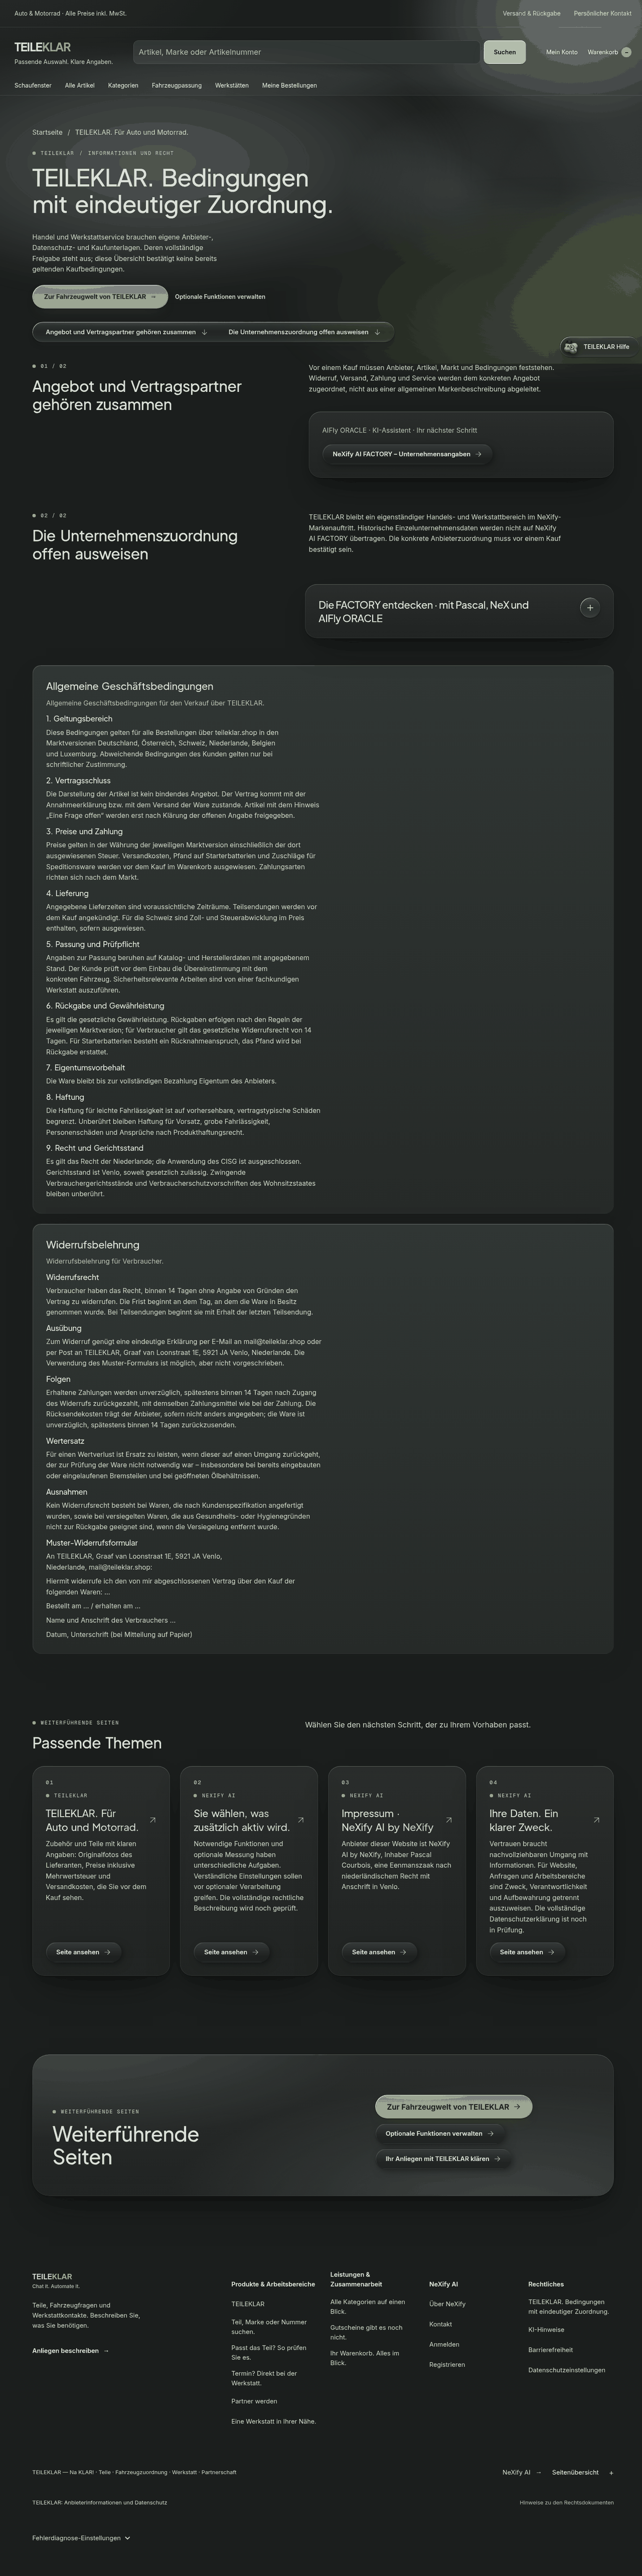 Auto & Motorrad · Alle Preise inkl. MwSt.
Versand & Rückgabe Persönlicher Kontakt
TEILEKLAR
Passende Auswahl. Klare Angaben.
Artikel, Marke oder Artikelnummer
Suchen
Mein Konto Warenkorb –
Schaufenster Alle Artikel Kategorien Fahrzeugpassung Werkstätten Meine Bestellungen
Startseite / TEILEKLAR. Für Auto und Motorrad.
TEILEKLAR / INFORMATIONEN UND RECHT
TEILEKLAR. Bedingungen
mit eindeutiger Zuordnung.
Handel und Werkstattservice brauchen eigene Anbieter-,
Datenschutz- und Kaufunterlagen. Deren vollständige
Freigabe steht aus; diese Übersicht bestätigt keine bereits
geltenden Kaufbedingungen.
Zur Fahrzeugwelt von TEILEKLAR →
Optionale Funktionen verwalten
Angebot und Vertragspartner gehören zusammen ↓ Die Unternehmenszuordnung offen ausweisen ↓
TEILEKLAR Hilfe
01 / 02
Angebot und Vertragspartner
gehören zusammen
Vor einem Kauf müssen Anbieter, Artikel, Markt und Bedingungen feststehen.
Widerruf, Versand, Zahlung und Service werden dem konkreten Angebot
zugeordnet, nicht aus einer allgemeinen Markenbeschreibung abgeleitet.
AIFly ORACLE · KI-Assistent · Ihr nächster Schritt
NeXify AI FACTORY – Unternehmensangaben →
02 / 02
Die Unternehmenszuordnung
offen ausweisen
TEILEKLAR bleibt ein eigenständiger Handels- und Werkstattbereich im NeXify-
Markenauftritt. Historische Einzelunternehmensdaten werden nicht auf NeXify
AI FACTORY übertragen. Die konkrete Anbieterzuordnung muss vor einem Kauf
bestätigt sein.
Die FACTORY entdecken · mit Pascal, NeX und
AIFly ORACLE
+
Allgemeine Geschäftsbedingungen
Allgemeine Geschäftsbedingungen für den Verkauf über TEILEKLAR.
1. Geltungsbereich
Diese Bedingungen gelten für alle Bestellungen über teileklar.shop in den
Marktversionen Deutschland, Österreich, Schweiz, Niederlande, Belgien
und Luxemburg. Abweichende Bedingungen des Kunden gelten nur bei
schriftlicher Zustimmung.
2. Vertragsschluss
Die Darstellung der Artikel ist kein bindendes Angebot. Der Vertrag kommt mit der
Annahmeerklärung bzw. mit dem Versand der Ware zustande. Artikel mit dem Hinweis
„Eine Frage offen“ werden erst nach Klärung der offenen Angabe freigegeben.
3. Preise und Zahlung
Preise gelten in der Währung der jeweiligen Marktversion einschließlich der dort
ausgewiesenen Steuer. Versandkosten, Pfand auf Starterbatterien und Zuschläge für
Speditionsware werden vor dem Kauf im Warenkorb ausgewiesen. Zahlungsarten
richten sich nach dem Markt.
4. Lieferung
Angegebene Lieferzeiten sind voraussichtliche Zeiträume. Teilsendungen werden vor
dem Kauf angekündigt. Für die Schweiz sind Zoll- und Steuerabwicklung im Preis
enthalten, sofern ausgewiesen.
5. Passung und Prüfpflicht
Angaben zur Passung beruhen auf Katalog- und Herstellerdaten mit angegebenem
Stand. Der Kunde prüft vor dem Einbau die Übereinstimmung mit dem
konkreten Fahrzeug. Sicherheitsrelevante Arbeiten sind von einer fachkundigen
Werkstatt auszuführen.
6. Rückgabe und Gewährleistung
Es gilt die gesetzliche Gewährleistung. Rückgaben erfolgen nach den Regeln der
jeweiligen Marktversion; für Verbraucher gilt das gesetzliche Widerrufsrecht von 14
Tagen. Für Starterbatterien besteht ein Rücknahmeanspruch, das Pfand wird bei
Rückgabe erstattet.
7. Eigentumsvorbehalt
Die Ware bleibt bis zur vollständigen Bezahlung Eigentum des Anbieters.
8. Haftung
Die Haftung für leichte Fahrlässigkeit ist auf vorhersehbare, vertragstypische Schäden
begrenzt. Unberührt bleiben Haftung für Vorsatz, grobe Fahrlässigkeit,
Personenschäden und Ansprüche nach Produkthaftungsrecht.
9. Recht und Gerichtsstand
Es gilt das Recht der Niederlande; die Anwendung des CISG ist ausgeschlossen.
Gerichtsstand ist Venlo, soweit gesetzlich zulässig. Zwingende
Verbrauchergerichtsstände und Verbraucherschutzvorschriften des Wohnsitzstaates
bleiben unberührt.
Widerrufsbelehrung
Widerrufsbelehrung für Verbraucher.
Widerrufsrecht
Verbraucher haben das Recht, binnen 14 Tagen ohne Angabe von Gründen den
Vertrag zu widerrufen. Die Frist beginnt an dem Tag, an dem die Ware in Besitz
genommen wurde. Bei Teilsendungen beginnt sie mit Erhalt der letzten Teilsendung.
Ausübung
Zum Widerruf genügt eine eindeutige Erklärung per E-Mail an mail@teileklar.shop oder
per Post an TEILEKLAR, Graaf van Loonstraat 1E, 5921 JA Venlo, Niederlande. Die
Verwendung des Muster-Formulars ist möglich, aber nicht vorgeschrieben.
Folgen
Erhaltene Zahlungen werden unverzüglich, spätestens binnen 14 Tagen nach Zugang
des Widerrufs zurückgezahlt, mit demselben Zahlungsmittel wie bei der Zahlung. Die
Rücksendekosten trägt der Anbieter, sofern nicht anders angegeben; die Ware ist
unverzüglich, spätestens binnen 14 Tagen zurückzusenden.
Wertersatz
Für einen Wertverlust ist Ersatz zu leisten, wenn dieser auf einen Umgang zurückgeht,
der zur Prüfung der Ware nicht notwendig war – insbesondere bei bereits eingebauten
oder eingelaufenen Bremsteilen und bei geöffneten Ölbehältnissen.
Ausnahmen
Kein Widerrufsrecht besteht bei Waren, die nach Kundenspezifikation angefertigt
wurden, sowie bei versiegelten Waren, die aus Gesundheits- oder Hygienegründen
nicht zur Rückgabe geeignet sind, wenn die Versiegelung entfernt wurde.
Muster-Widerrufsformular
An TEILEKLAR, Graaf van Loonstraat 1E, 5921 JA Venlo,
Niederlande, mail@teileklar.shop:
Hiermit widerrufe ich den von mir abgeschlossenen Vertrag über den Kauf der
folgenden Waren: …
Bestellt am … / erhalten am …
Name und Anschrift des Verbrauchers …
Datum, Unterschrift (bei Mitteilung auf Papier)
WEITERFÜHRENDE SEITEN
Passende Themen
Wählen Sie den nächsten Schritt, der zu Ihrem Vorhaben passt.
01
TEILEKLAR
TEILEKLAR. Für
Auto und Motorrad. ↗
Zubehör und Teile mit klaren
Angaben: Originalfotos des
Lieferanten, Preise inklusive
Mehrwertsteuer und
Versandkosten, die Sie vor dem
Kauf sehen.
Seite ansehen →
02
NEXIFY AI
Sie wählen, was
zusätzlich aktiv wird. ↗
Notwendige Funktionen und
optionale Messung haben
unterschiedliche Aufgaben.
Verständliche Einstellungen sollen
vor optionaler Verarbeitung
greifen. Die vollständige rechtliche
Beschreibung wird noch geprüft.
Seite ansehen →
03
NEXIFY AI
Impressum ·
NeXify AI by NeXify ↗
Anbieter dieser Website ist NeXify
AI by NeXify, Inhaber Pascal
Courbois, eine Eenmanszaak nach
niederländischem Recht mit
Anschrift in Venlo.
Seite ansehen →
04
NEXIFY AI
Ihre Daten. Ein
klarer Zweck. ↗
Vertrauen braucht
nachvollziehbaren Umgang mit
Informationen. Für Website,
Anfragen und Arbeitsbereiche
sind Zweck, Verantwortlichkeit
und Aufbewahrung getrennt
auszuweisen. Die vollständige
Datenschutzerklärung ist noch
in Prüfung.
Seite ansehen →
WEITERFÜHRENDE SEITEN
Weiterführende
Seiten
Zur Fahrzeugwelt von TEILEKLAR →
Optionale Funktionen verwalten →
Ihr Anliegen mit TEILEKLAR klären →
TEILEKLAR
Chat it. Automate it.
Teile, Fahrzeugfragen und
Werkstattkontakte. Beschreiben Sie,
was Sie benötigen.
Anliegen beschreiben →
Produkte & Arbeitsbereiche
TEILEKLAR
Teil, Marke oder Nummer
suchen.
Passt das Teil? So prüfen
Sie es.
Termin? Direkt bei der
Werkstatt.
Partner werden
Eine Werkstatt in Ihrer Nähe.
Leistungen &
Zusammenarbeit
Alle Kategorien auf einen
Blick.
Gutscheine gibt es noch
nicht.
Ihr Warenkorb. Alles im
Blick.
NeXify AI
Über NeXify
Kontakt
Anmelden
Registrieren
Rechtliches
TEILEKLAR. Bedingungen
mit eindeutiger Zuordnung.
KI-Hinweise
Barrierefreiheit
Datenschutzeinstellungen
TEILEKLAR — Na KLAR! · Teile · Fahrzeugzuordnung · Werkstatt · Partnerschaft
NeXify AI → Seitenübersicht +
TEILEKLAR: Anbieterinformationen und Datenschutz
Hinweise zu den Rechtsdokumenten
Fehlerdiagnose-Einstellungen